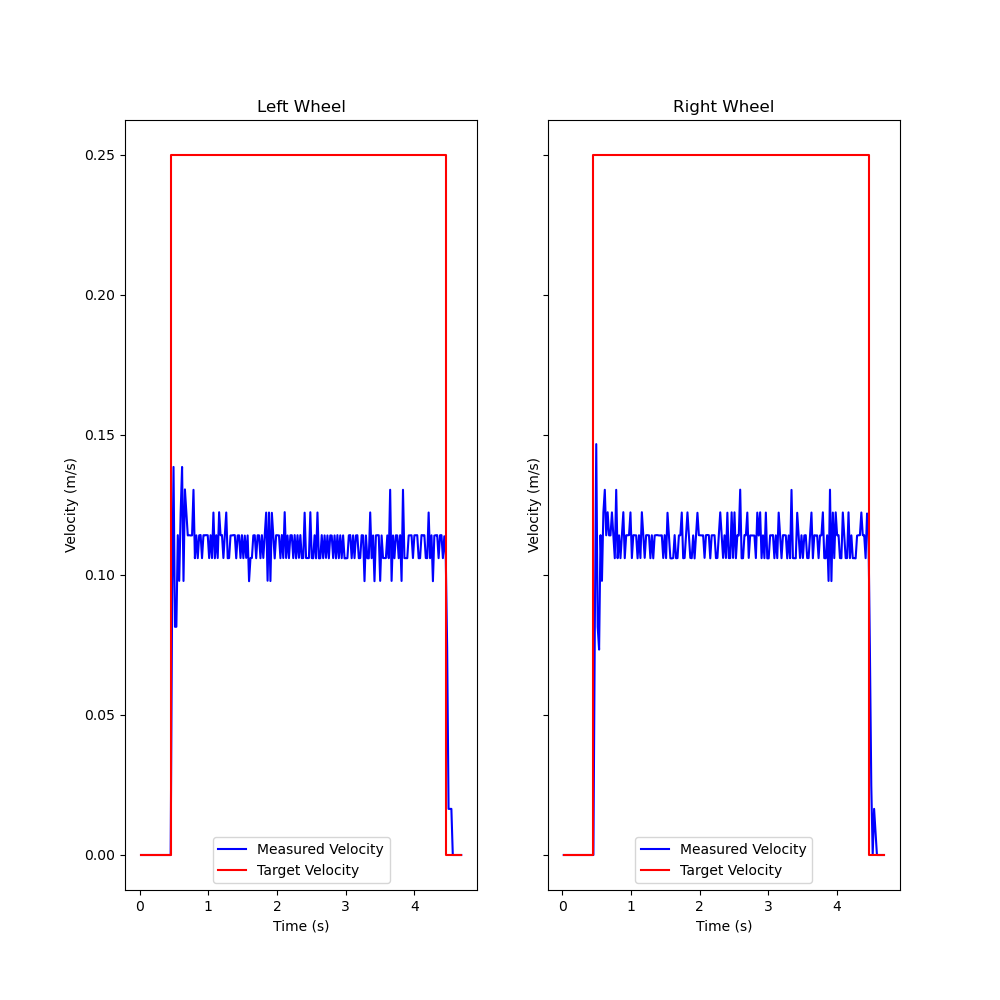 Left Wheel
Right Wheel
0.25
0.20
0.15
0.10
0.05
0.00
Velocity (m/s)
Velocity (m/s)
Measured Velocity
Target Velocity
Measured Velocity
Target Velocity
0 1 2 3 4
0 1 2 3 4
Time (s)
Time (s)